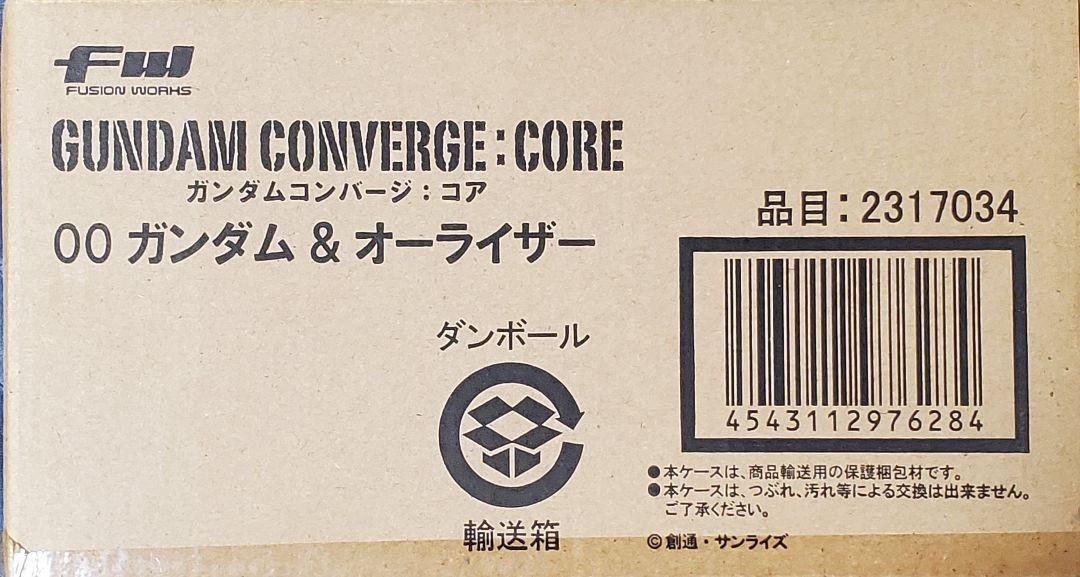 FW
FUSION WORKS
GUNDAM CONVERGE:CORE
ガンダムコンバージ：コア
00 ガンダム & オーライザー
品目：2317034
4543112976284
ダンボール
輸送箱
●本ケースは、商品輸送用の保護梱包材です。
●本ケースは、つぶれ、汚れ等による交換は出来ません。
ご了承ください。
©創通・サンライズ